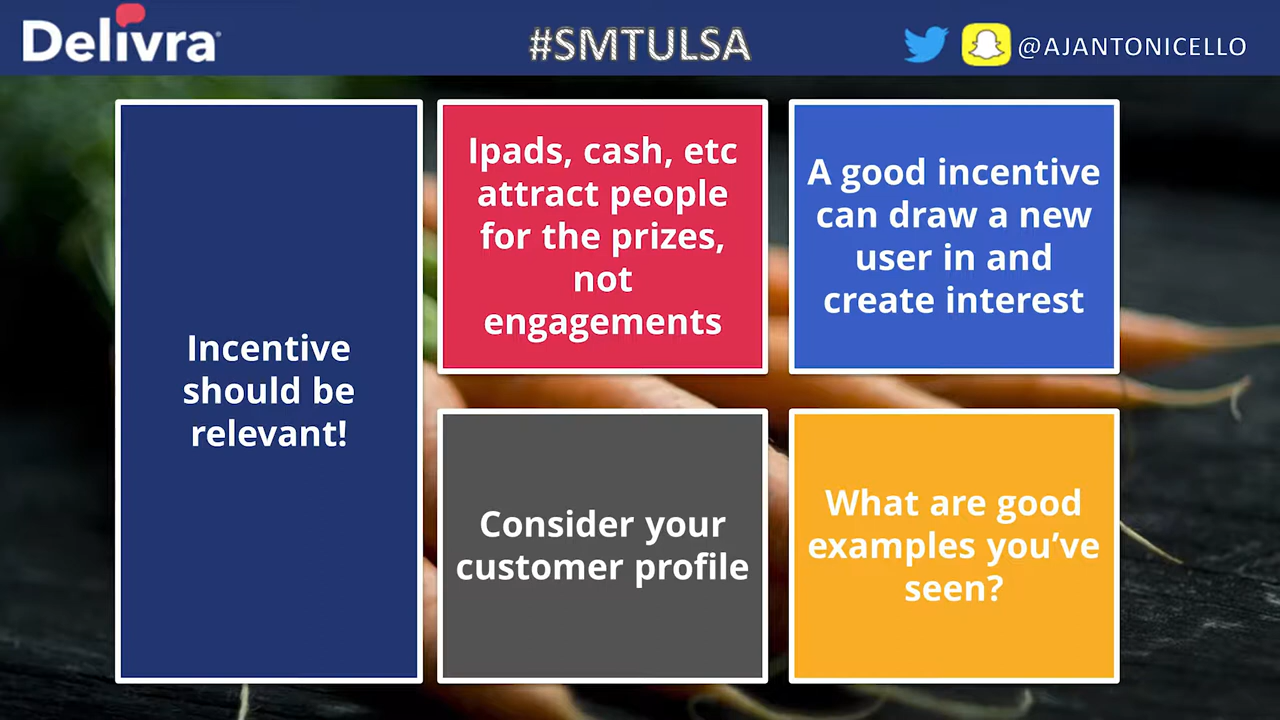 Delivra
#SMTULSA
@AJANTONICELLO
Incentive
should be
relevant!
Ipads, cash, etc
attract people
for the prizes,
not
engagements
A good incentive
can draw a new
user in and
create interest
Consider your
customer profile
What are good
examples you’ve
seen?